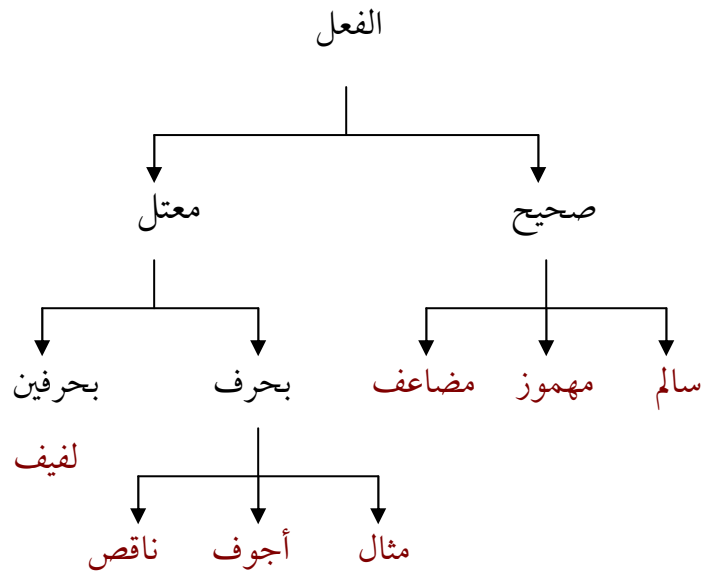 الفعل
صحيح معتل
سالم مهموز مضاعف بحرف بحرفين
لفيف
مثال أجوف ناقص